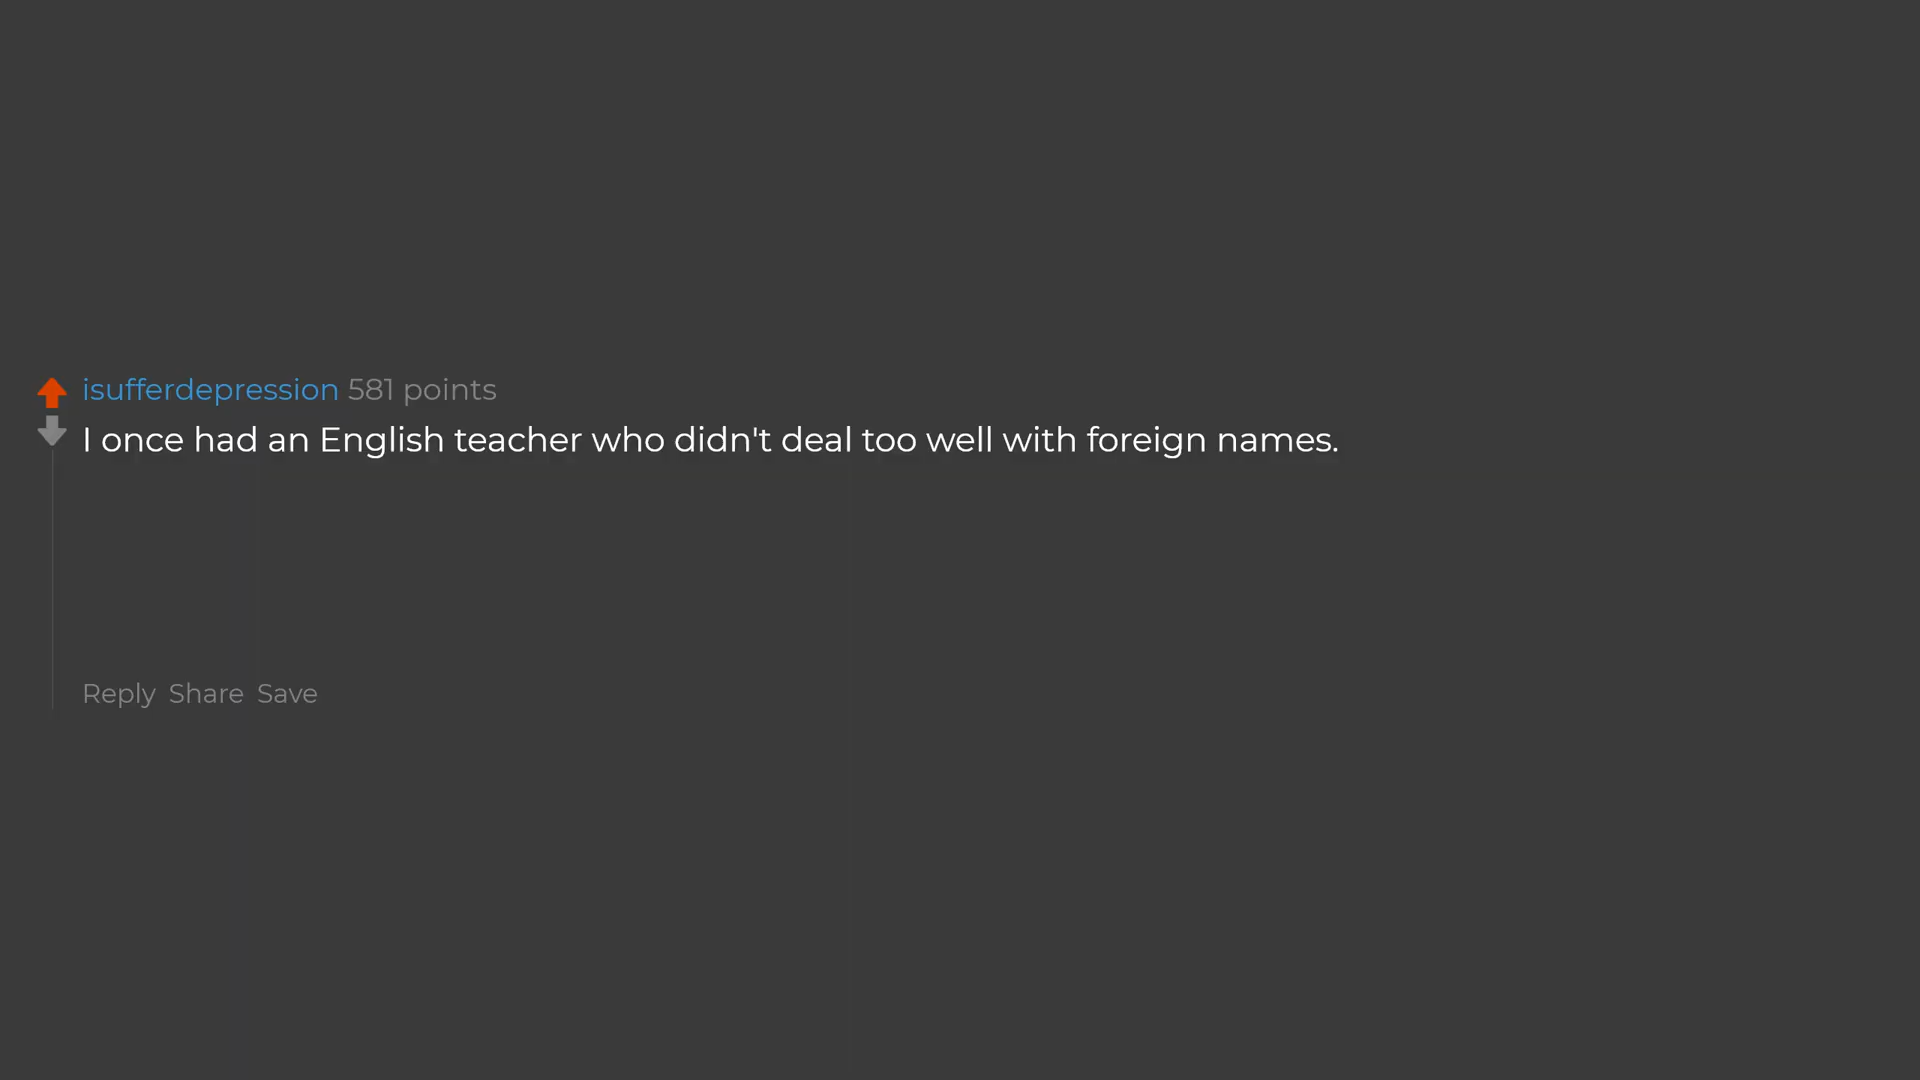 isufferdepression 581 points
I once had an English teacher who didn't deal too well with foreign names.
Reply Share Save